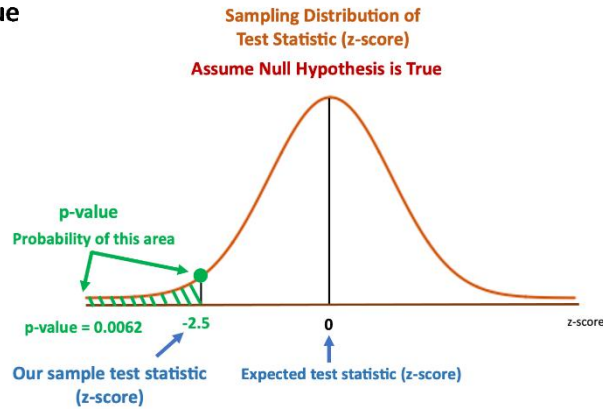 ue
Sampling Distribution of
Test Statistic (z-score)
Assume Null Hypothesis is True
p-value
Probability of this area
p-value = 0.0062
-2.5
0
z-score
Our sample test statistic
(z-score)
Expected test statistic (z-score)